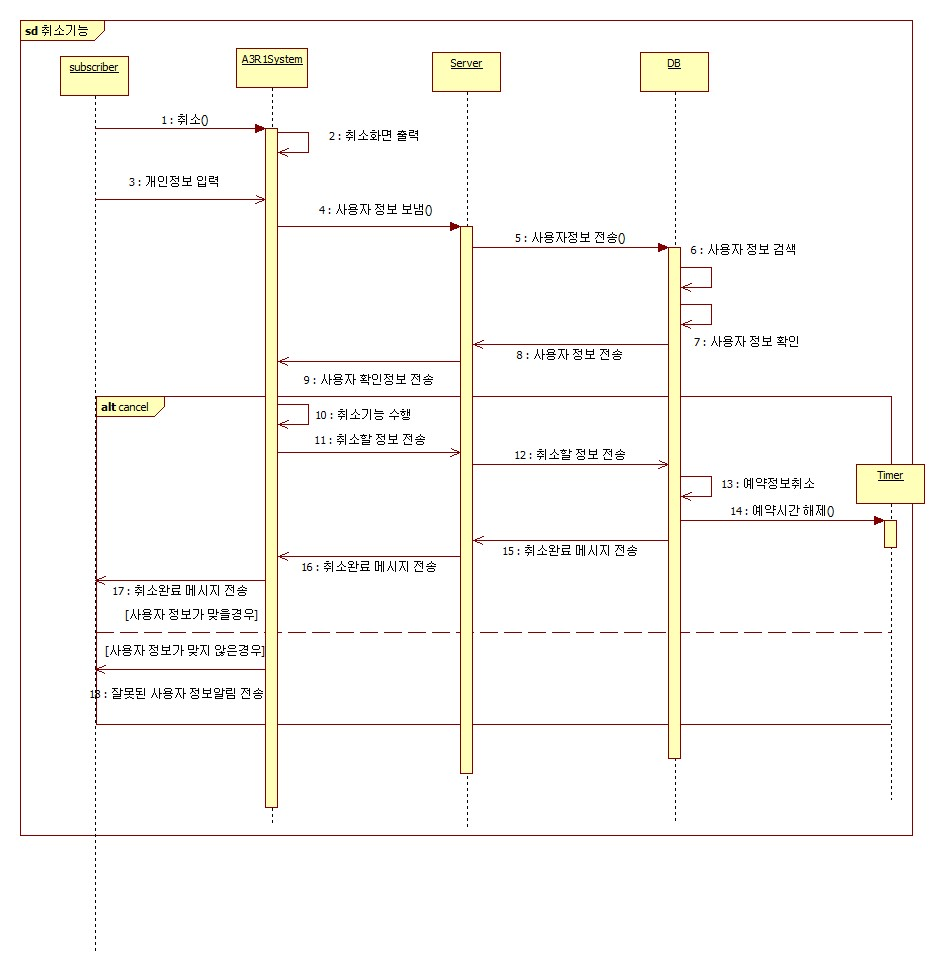 sd 취소기능
subscriber
A3R1System
Server
DB
1 : 취소()
2 : 취소화면 출력
3 : 개인정보 입력
4 : 사용자 정보 보냄()
5 : 사용자정보 전송()
6 : 사용자 정보 검색
7 : 사용자 정보 확인
8 : 사용자 정보 전송
9 : 사용자 확인정보 전송
alt cancel
10 : 취소기능 수행
11 : 취소할 정보 전송
12 : 취소할 정보 전송
Timer
13 : 예약정보취소
14 : 예약시간 해제()
15 : 취소완료 메시지 전송
16 : 취소완료 메시지 전송
17 : 취소완료 메시지 전송
[사용자 정보가 맞을경우]
[사용자 정보가 맞지 않은경우]
18 : 잘못된 사용자 정보알림 전송